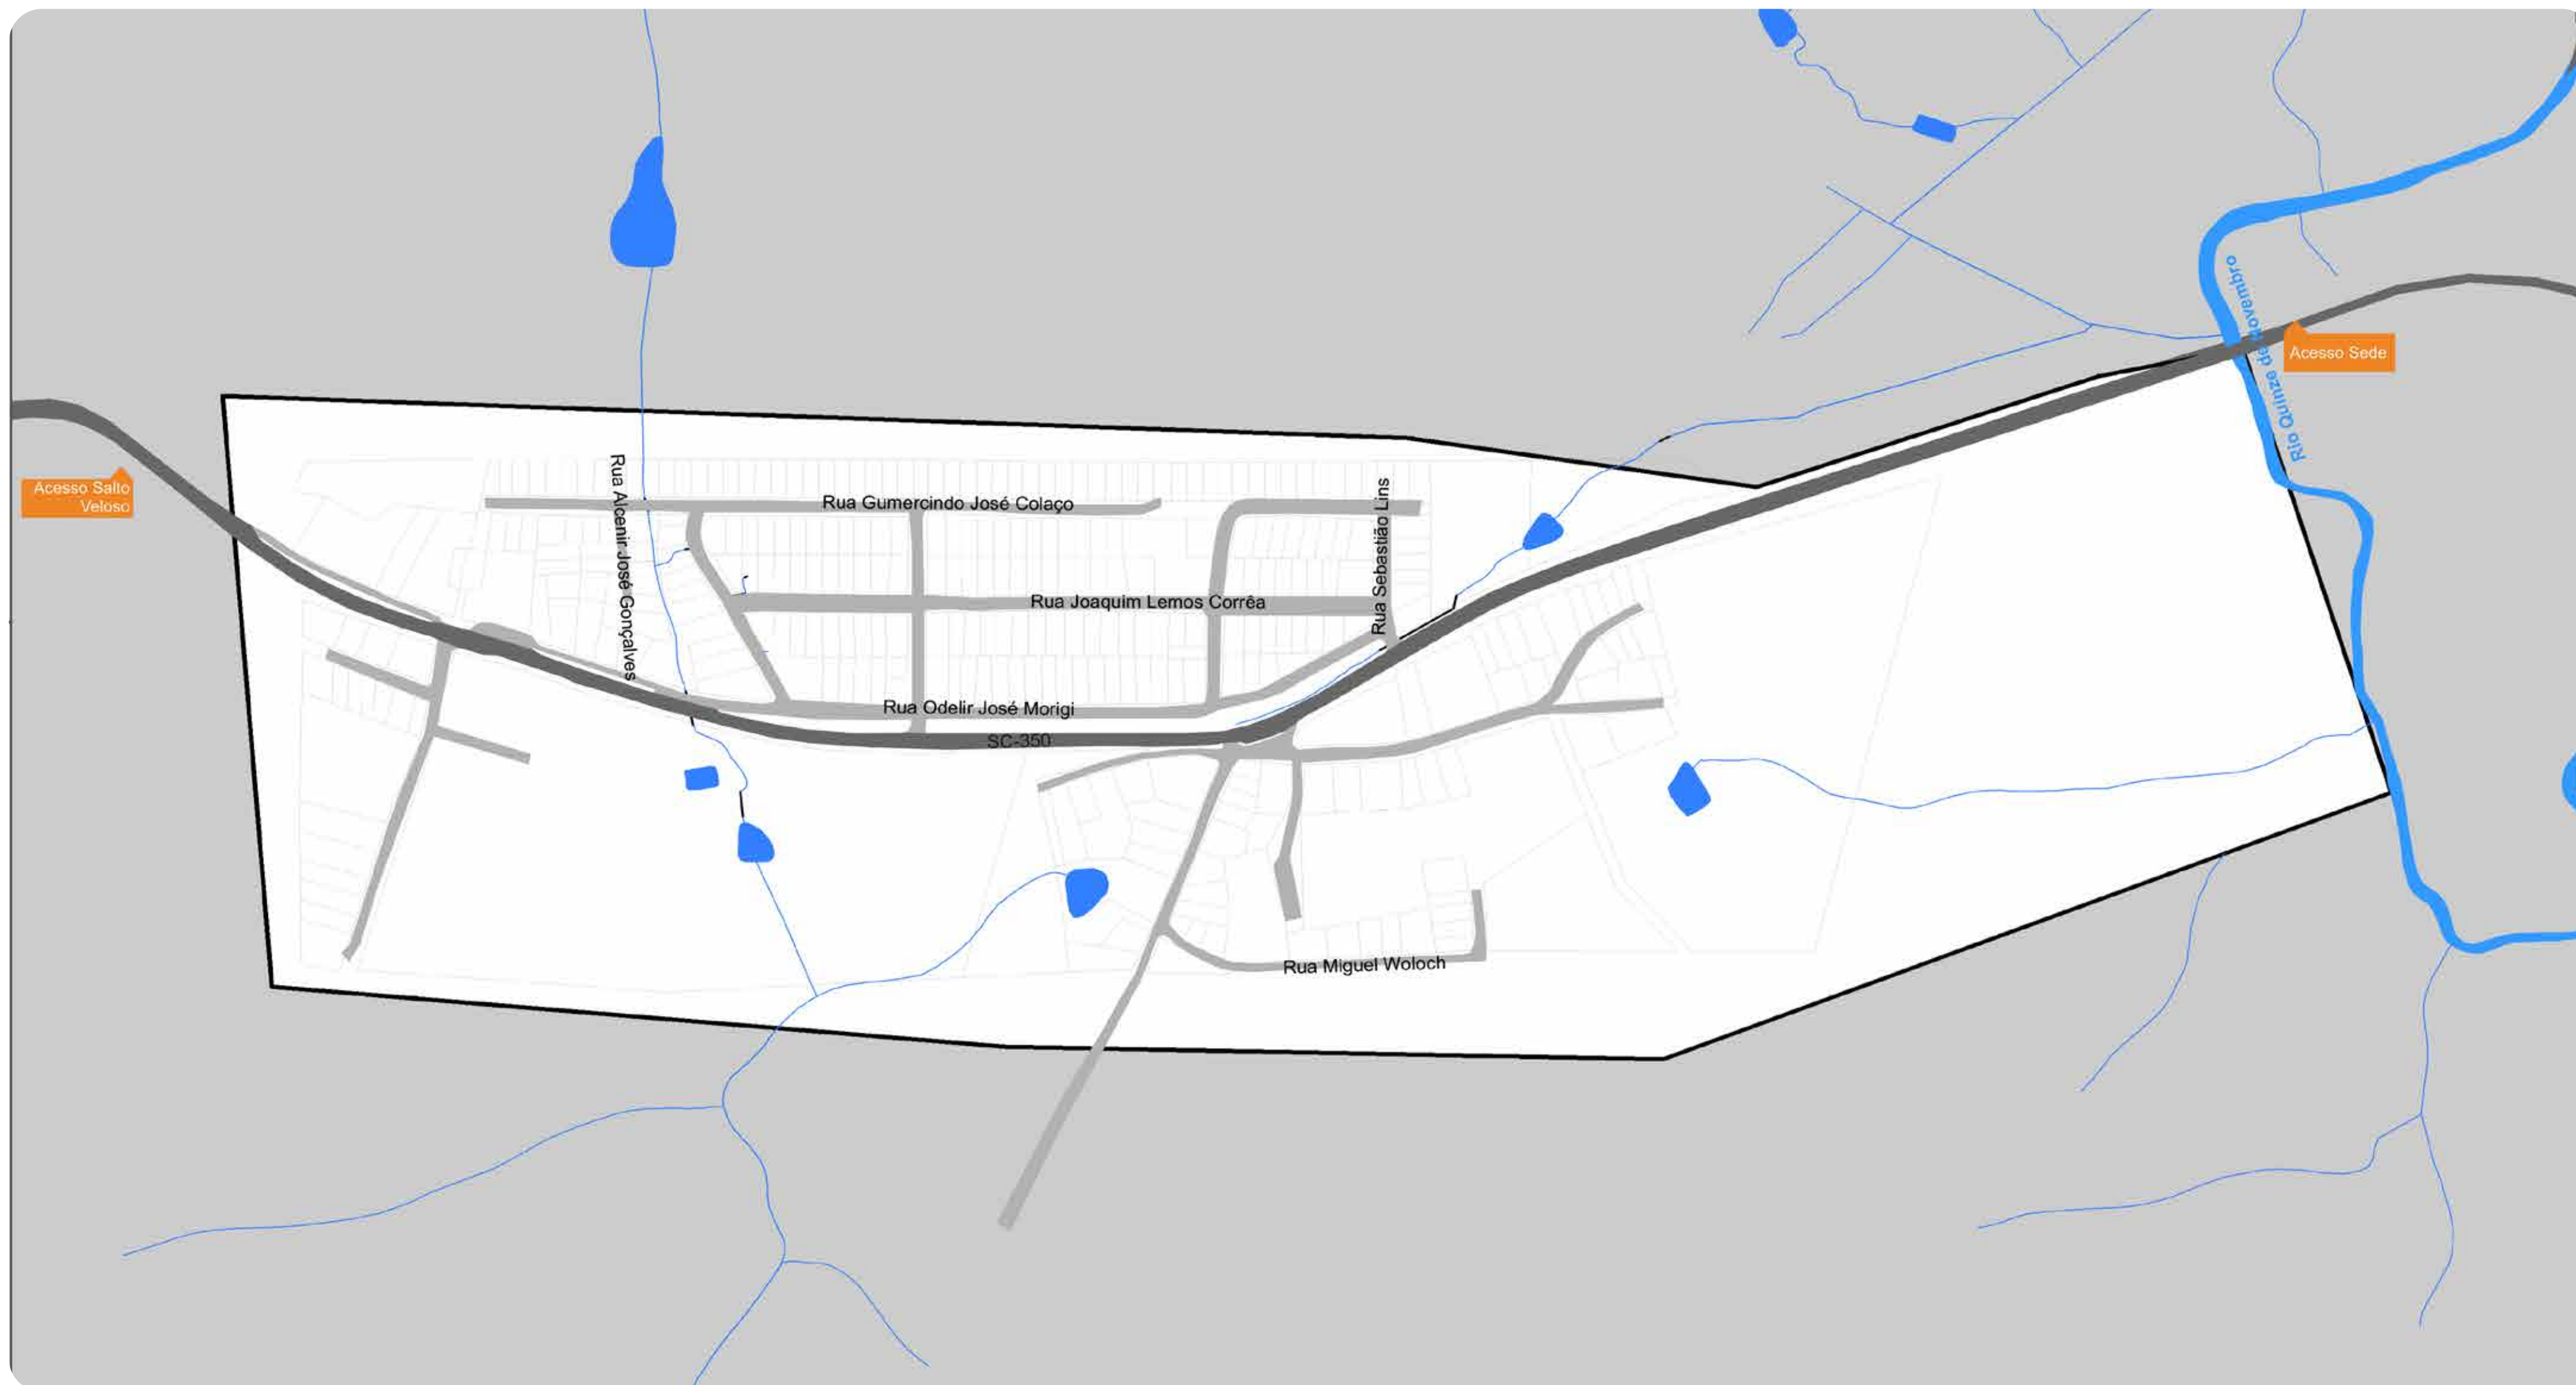 Rio Quinze de Novembro
Acesso Sede
Acesso Salto
Veloso
Rua Alcenir José Gonçalves
Rua Gumercindo José Colaço
Rua Sebastião Lins
Rua Joaquim Lemos Corrêa
Rua Odelir José Morigi
SC-350
Rua Miguel Woloch